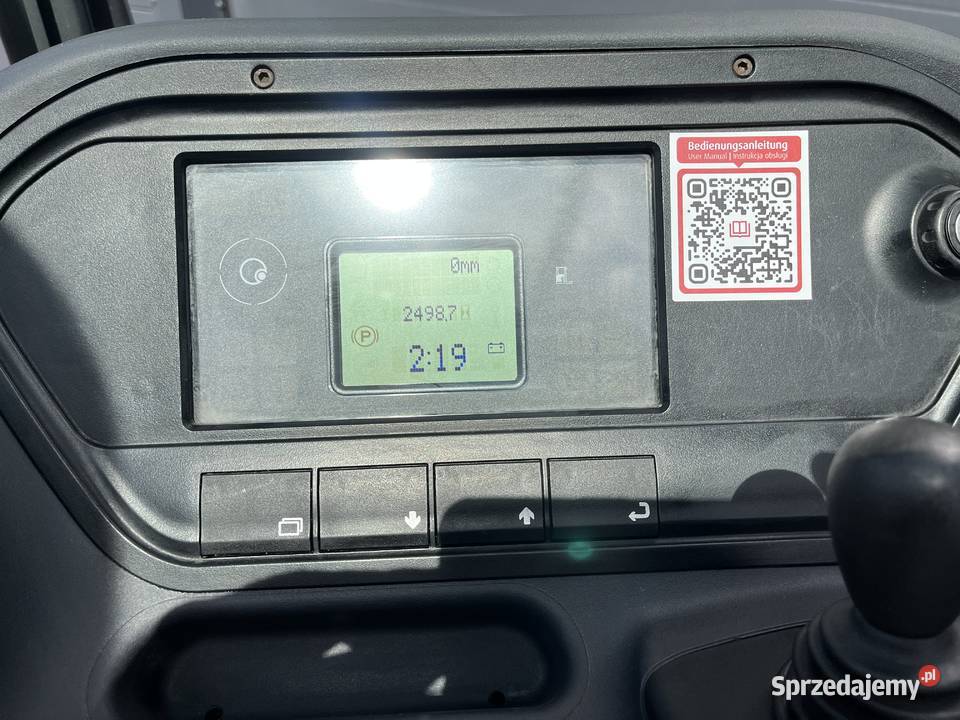 Bedienungsanleitung
User Manual | Instrukcja obsługi
0mm
2498,7 H
P
2:19
Sprzedajemy.pl